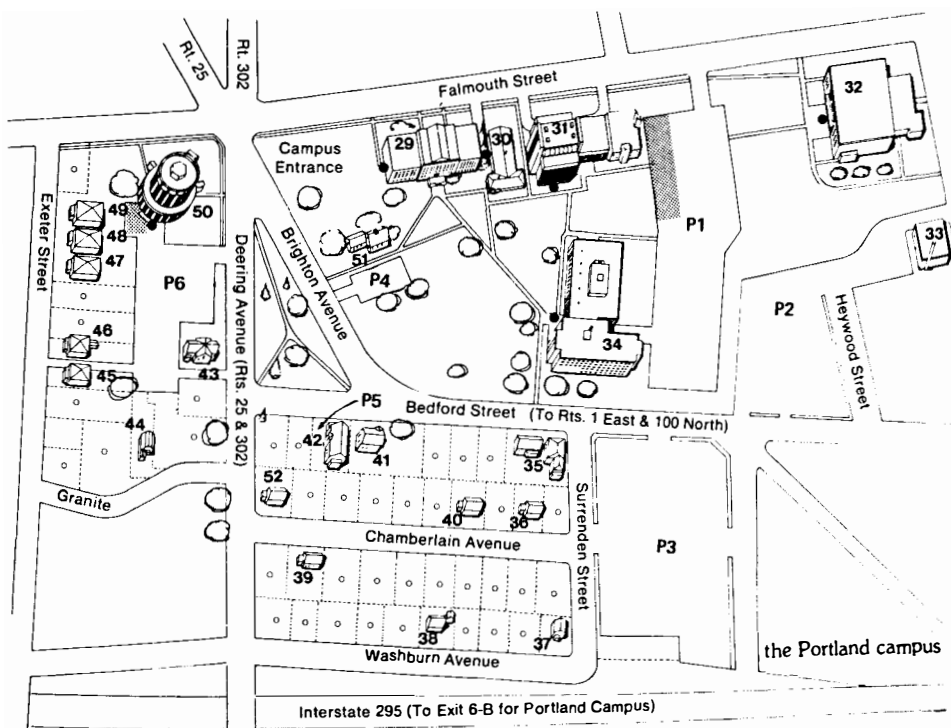 Rt. 25
Rt. 302
Falmouth Street
Campus
Entrance
29
30
31
32
33
34
P1
P2
P3
P4
P5
P6
49
48
47
46
45
44
43
50
51
Exeter Street
Deering Avenue (Rts. 25 & 302)
Brighton Avenue
Heywood Street
Bedford Street (To Rts. 1 East & 100 North)
42
41
35
52
40
36
Granite
Chamberlain Avenue
Surrenden Street
39
38
37
Washburn Avenue
the Portland campus
Interstate 295 (To Exit 6-B for Portland Campus)